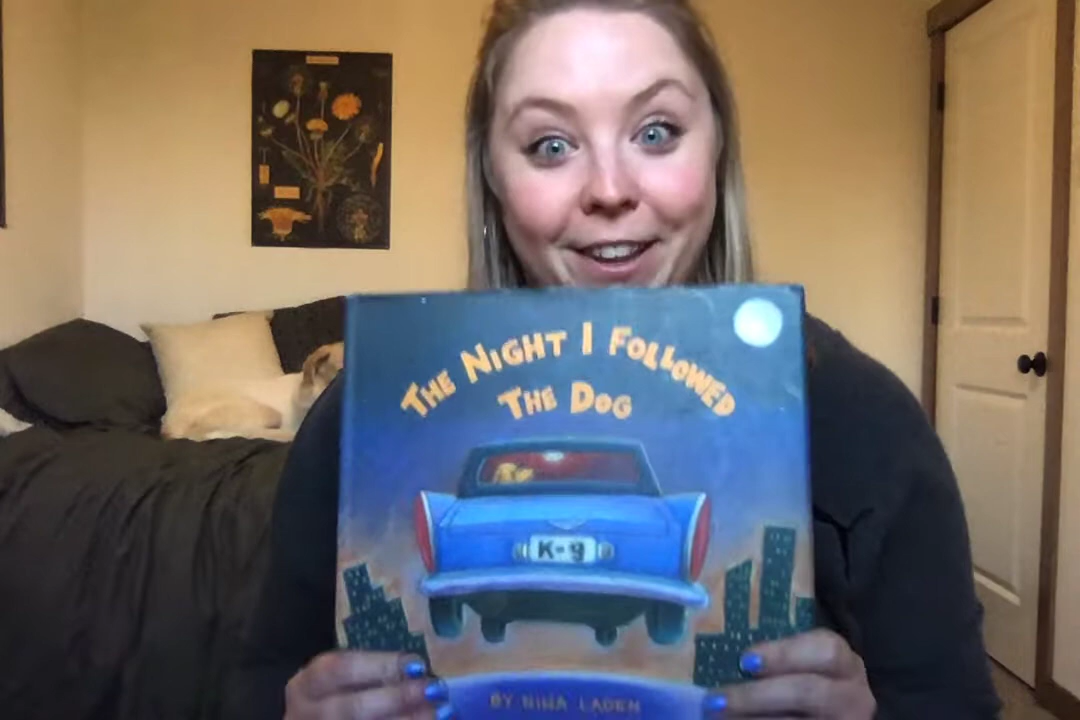 THE NIGHT I FOLLOWED
THE DOG
K-9
BY NINA LADEN